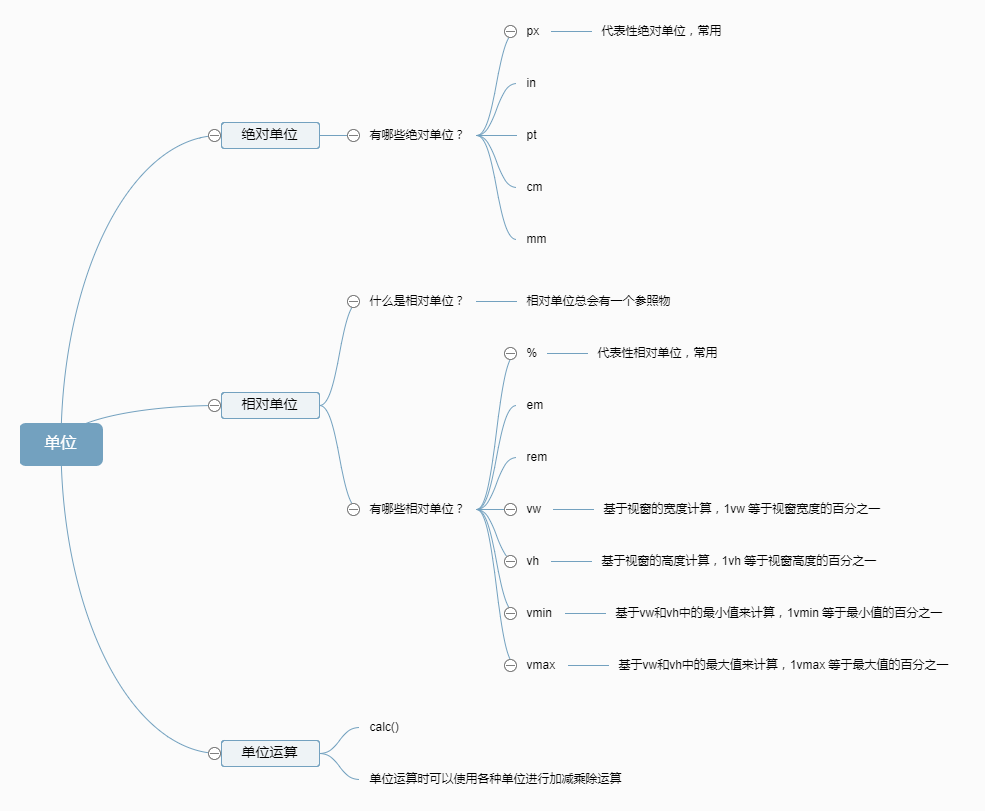 单位
绝对单位
有哪些绝对单位？
px
代表性绝对单位，常用
in
pt
cm
mm
相对单位
什么是相对单位？
相对单位总会有一个参照物
有哪些相对单位？
%
代表性相对单位，常用
em
rem
vw
基于视窗的宽度计算，1vw 等于视窗宽度的百分之一
vh
基于视窗的高度计算，1vh 等于视窗高度的百分之一
vmin
基于vw和vh中的最小值来计算，1vmin 等于最小值的百分之一
vmax
基于vw和vh中的最大值来计算，1vmax 等于最大值的百分之一
单位运算
calc()
单位运算时可以使用各种单位进行加减乘除运算